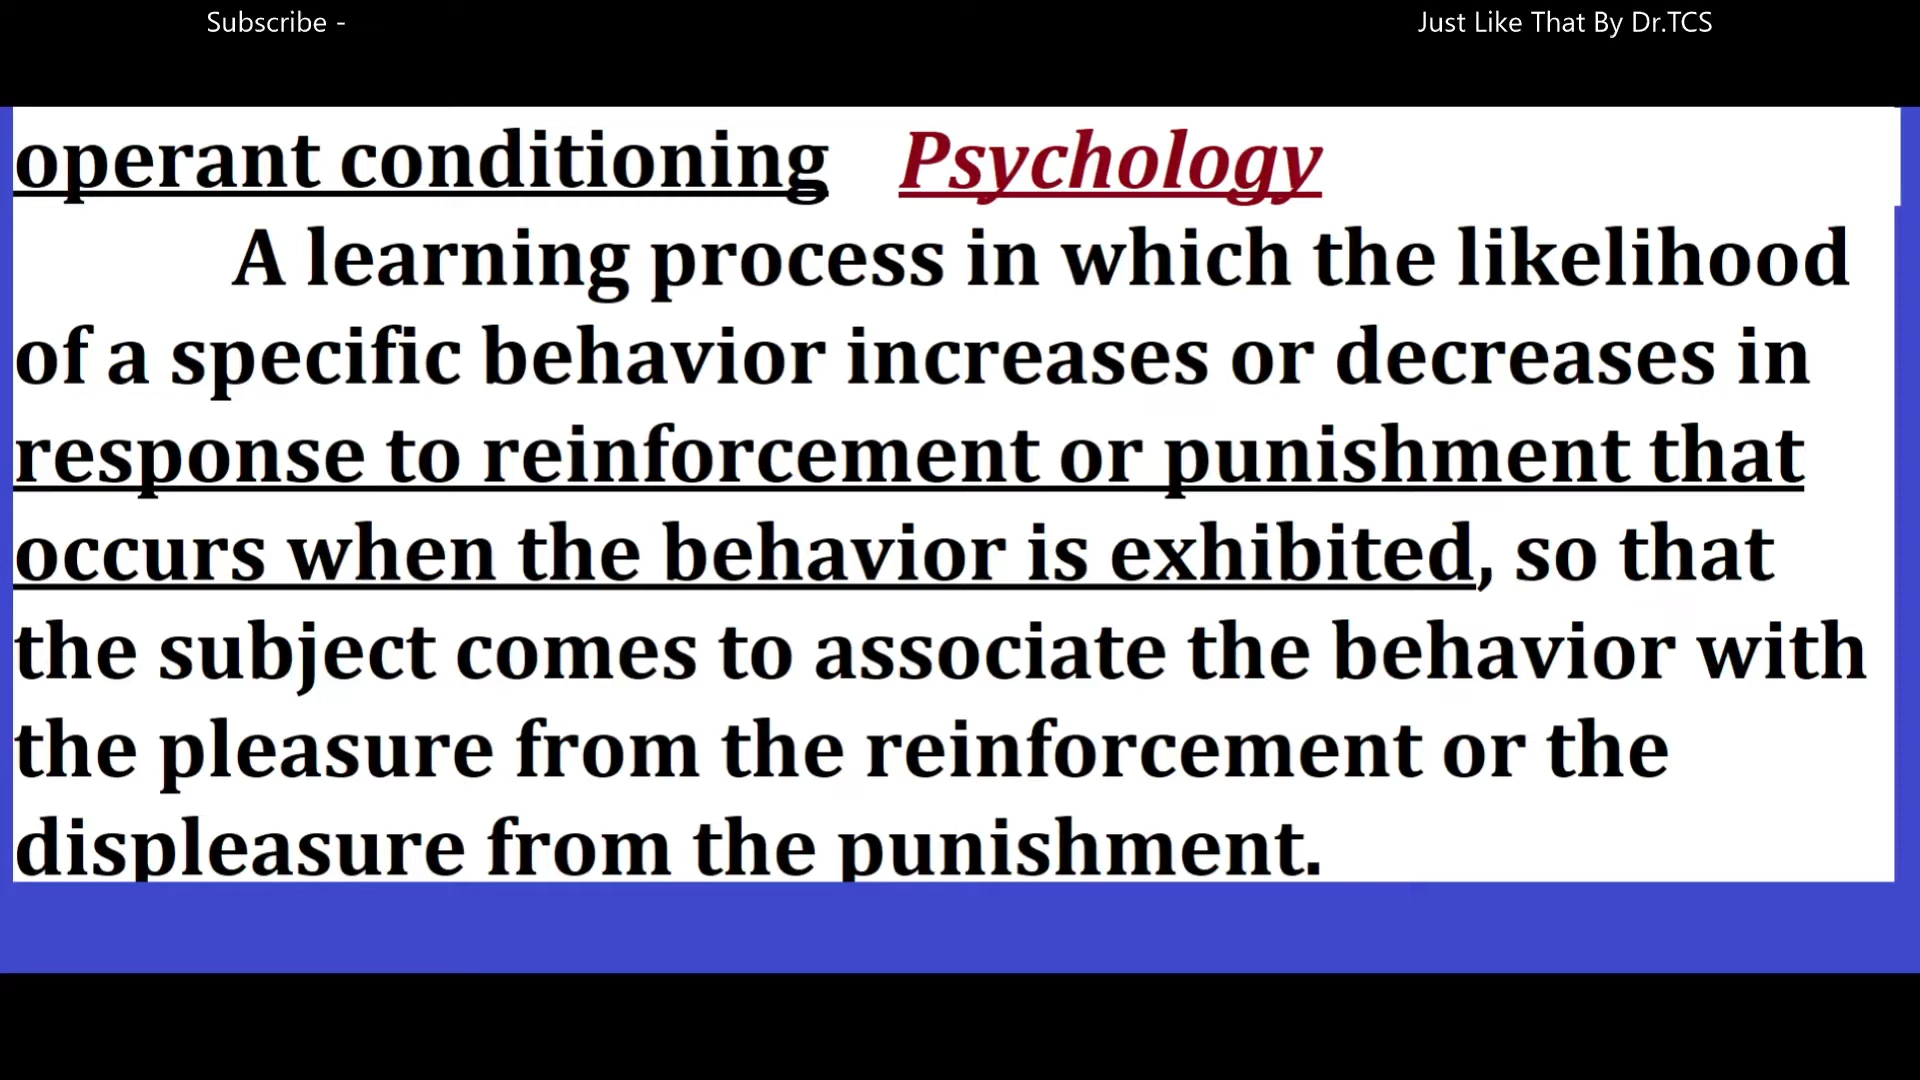 Subscribe - Just Like That By Dr.TCS
operant conditioning Psychology
A learning process in which the likelihood
of a specific behavior increases or decreases in
response to reinforcement or punishment that
occurs when the behavior is exhibited, so that
the subject comes to associate the behavior with
the pleasure from the reinforcement or the
displeasure from the punishment.